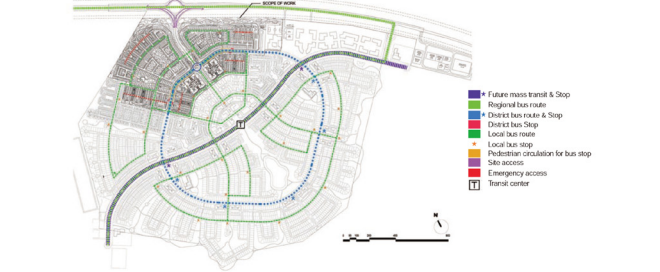 SCOPE OF WORK
Future mass transit & Stop
Regional bus route
District bus route & Stop
District bus Stop
Local bus route
Local bus stop
Pedestrian circulation for bus stop
Site access
Emergency access
T Transit center
T
N